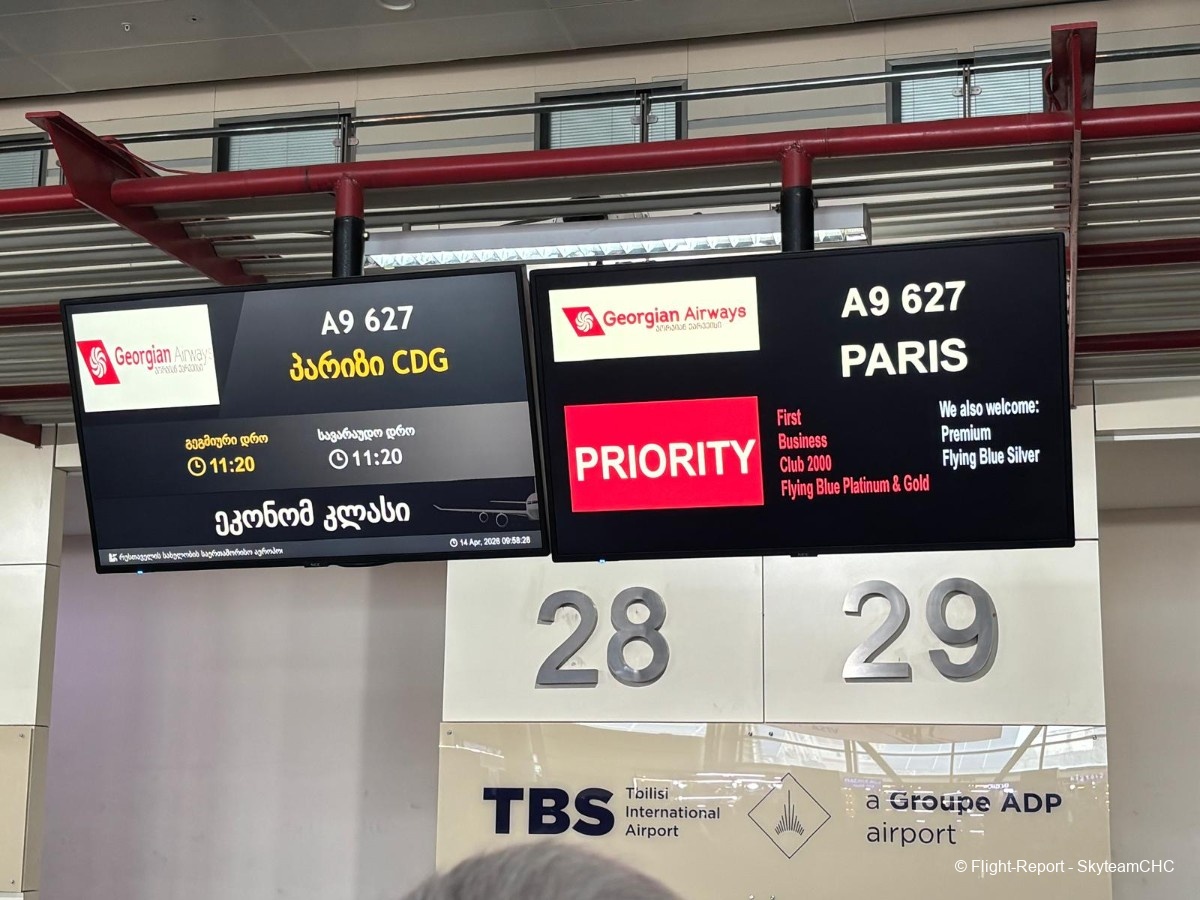 Georgian Airways
A9 627
პარიზი CDG
გეგმიური დრო
11:20
სავარაუდო დრო
11:20
ეკონომ კლასი
14 Apr, 2026 09:58:28
Georgian Airways
A9 627
PARIS
PRIORITY
First
Business
Club 2000
Flying Blue Platinum & Gold
We also welcome:
Premium
Flying Blue Silver
28
29
TBS
Tbilisi
International
Airport
a Groupe ADP
airport
© Flight-Report - SkyteamCHC